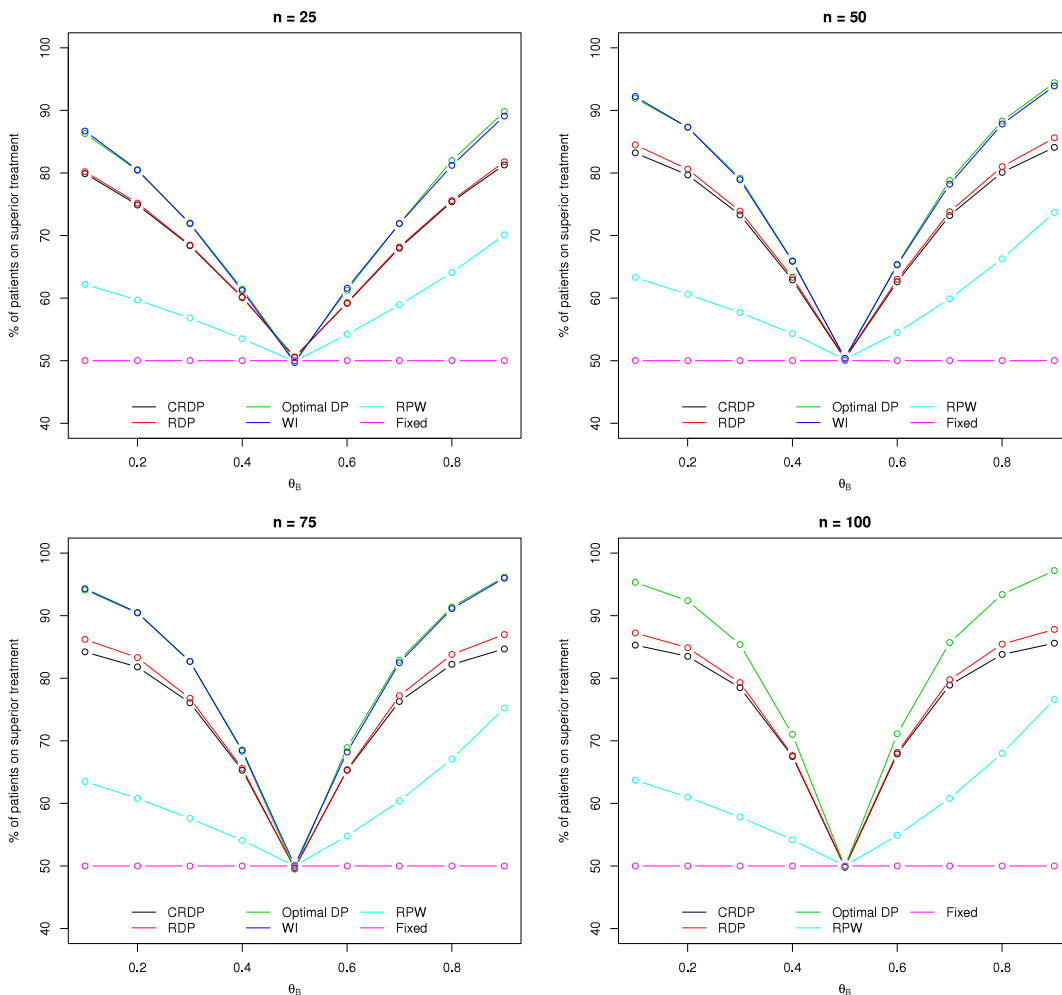 n = 25
% of patients on superior treatment
100
90
80
70
60
50
40
CRDP Optimal DP RPW
RDP WI Fixed
0.2 0.4 0.6 0.8
θB
n = 50
% of patients on superior treatment
100
90
80
70
60
50
40
CRDP Optimal DP RPW
RDP WI Fixed
0.2 0.4 0.6 0.8
θB
n = 75
% of patients on superior treatment
100
90
80
70
60
50
40
CRDP Optimal DP RPW
RDP WI Fixed
0.2 0.4 0.6 0.8
θB
n = 100
% of patients on superior treatment
100
90
80
70
60
50
40
CRDP Optimal DP Fixed
RDP RPW
0.2 0.4 0.6 0.8
θB